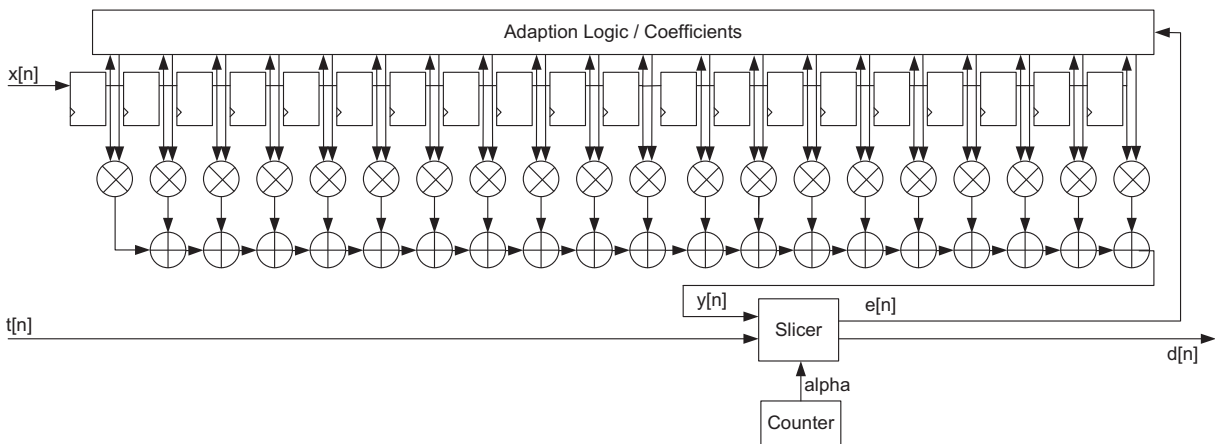 Adaption Logic / Coefficients
x[n]
y[n]
e[n]
t[n]
Slicer
d[n]
alpha
Counter